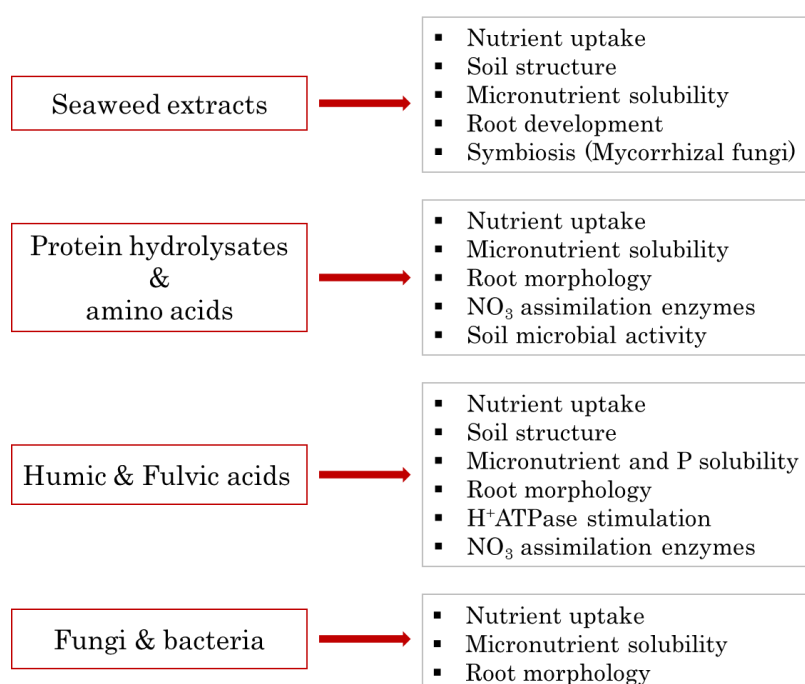 Seaweed extracts
▪ Nutrient uptake
▪ Soil structure
▪ Micronutrient solubility
▪ Root development
▪ Symbiosis (Mycorrhizal fungi)
Protein hydrolysates
&
amino acids
▪ Nutrient uptake
▪ Micronutrient solubility
▪ Root morphology
▪ NO₃ assimilation enzymes
▪ Soil microbial activity
Humic & Fulvic acids
▪ Nutrient uptake
▪ Soil structure
▪ Micronutrient and P solubility
▪ Root morphology
▪ H⁺ATPase stimulation
▪ NO₃ assimilation enzymes
Fungi & bacteria
▪ Nutrient uptake
▪ Micronutrient solubility
▪ Root morphology